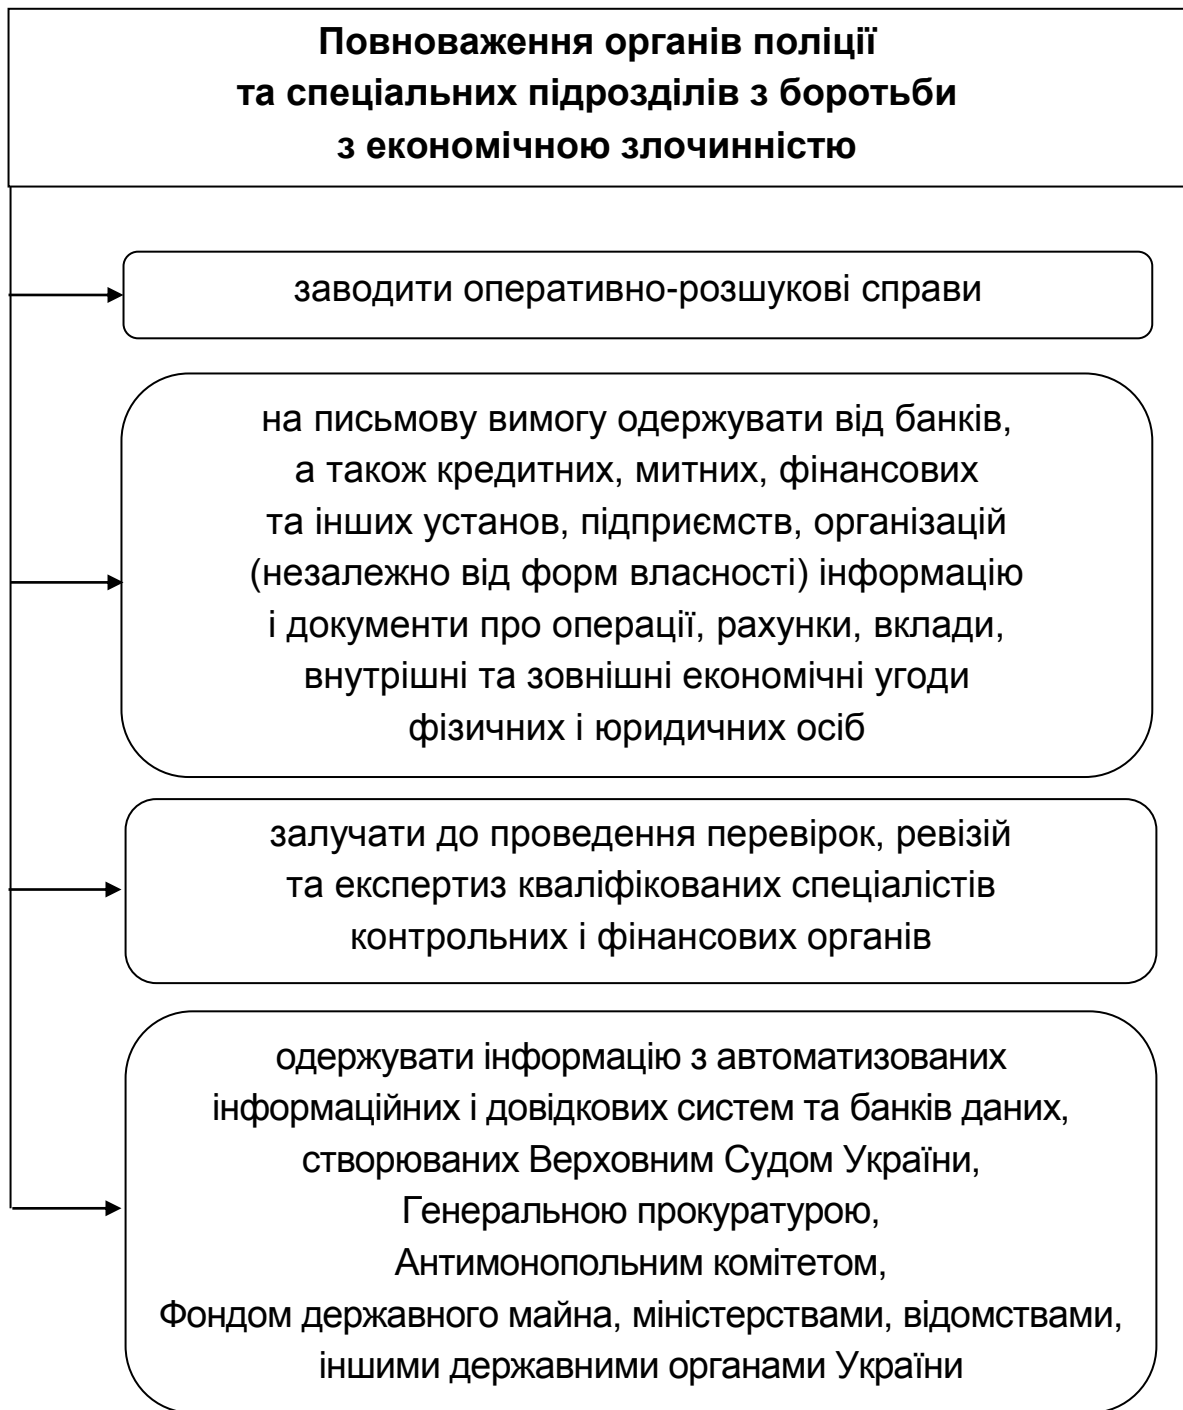 Повноваження органів поліції
та спеціальних підрозділів з боротьби
з економічною злочинністю
заводити оперативно-розшукові справи
на письмову вимогу одержувати від банків,
а також кредитних, митних, фінансових
та інших установ, підприємств, організацій
(незалежно від форм власності) інформацію
і документи про операції, рахунки, вклади,
внутрішні та зовнішні економічні угоди
фізичних і юридичних осіб
залучати до проведення перевірок, ревізій
та експертиз кваліфікованих спеціалістів
контрольних і фінансових органів
одержувати інформацію з автоматизованих
інформаційних і довідкових систем та банків даних,
створюваних Верховним Судом України,
Генеральною прокуратурою,
Антимонопольним комітетом,
Фондом державного майна, міністерствами, відомствами,
іншими державними органами України